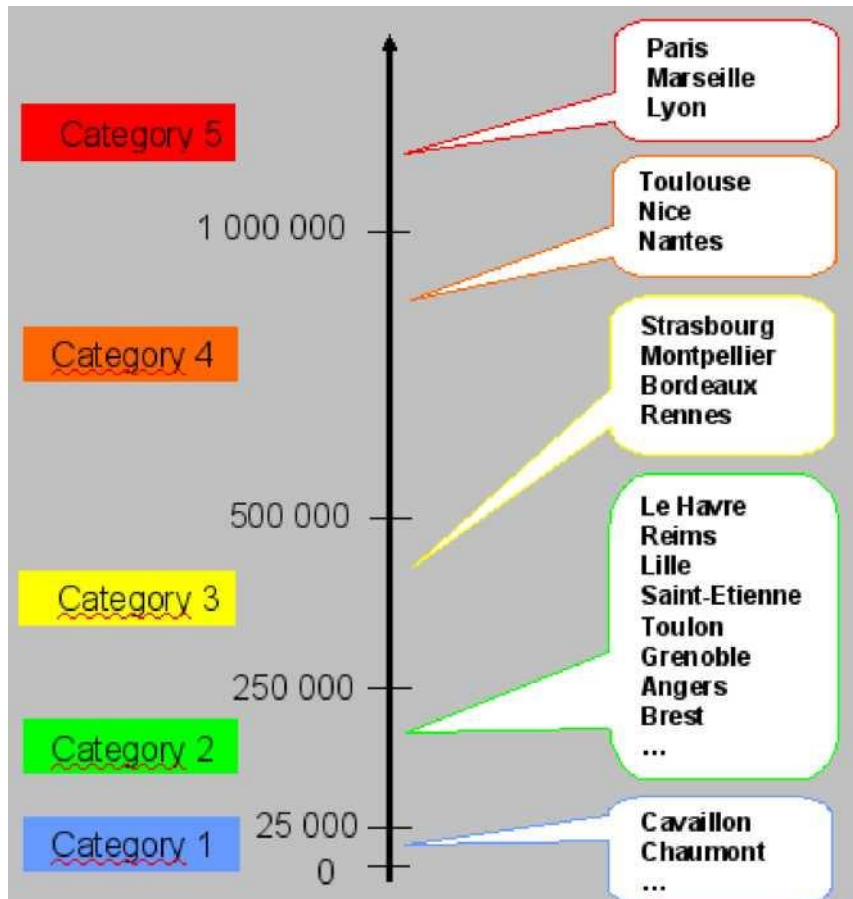 Paris
Marseille
Lyon
Category 5
1 000 000
Toulouse
Nice
Nantes
Category 4
Strasbourg
Montpellier
Bordeaux
Rennes
500 000
Le Havre
Reims
Lille
Saint-Etienne
Toulon
Grenoble
Angers
Brest
...
Category 3
250 000
Category 2
25 000
Category 1
0
Cavaillon
Chaumont
...